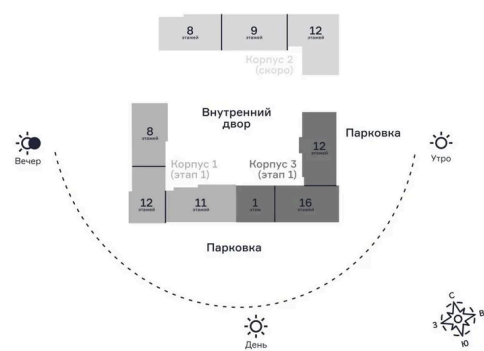 8
этажей
9
этажей
12
этажей
Корпус 2
(скоро)
Внутренний
двор
8
этажей
12
этажей
Парковка
Вечер
Утро
Корпус 1
(этап 1)
Корпус 3
(этап 1)
12
этажей
11
этажей
1
этаж
16
этажей
Парковка
День
С
В
З
Ю